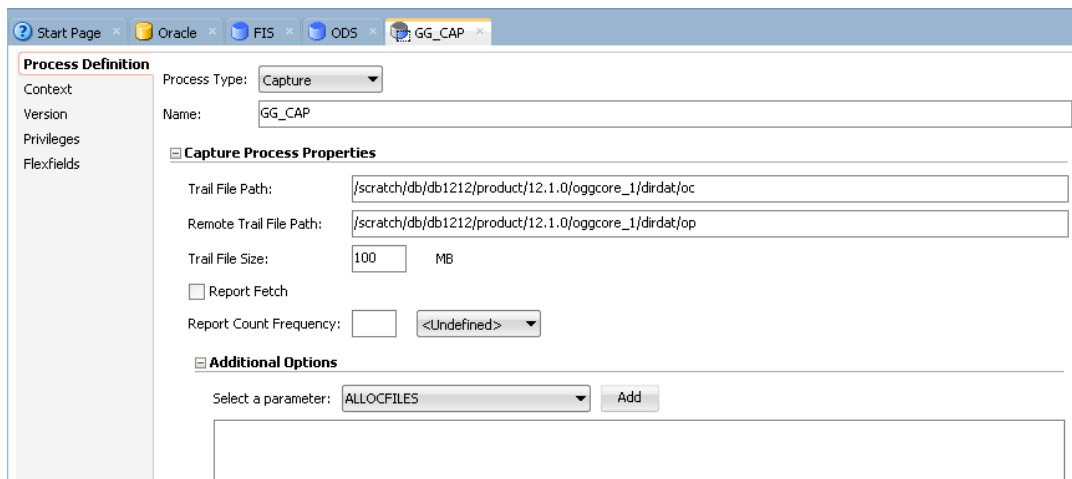 Start Page Oracle FIS ODS GG_CAP
Process Definition
Context
Version
Privileges
Flexfields
Process Type: Capture
Name: GG_CAP
Capture Process Properties
Trail File Path: /scratch/db/db1212/product/12.1.0/oggcore_1/dirdat/oc
Remote Trail File Path: /scratch/db/db1212/product/12.1.0/oggcore_1/dirdat/op
Trail File Size: 100 MB
Report Fetch
Report Count Frequency: <Undefined>
Additional Options
Select a parameter: ALLOCFILES Add